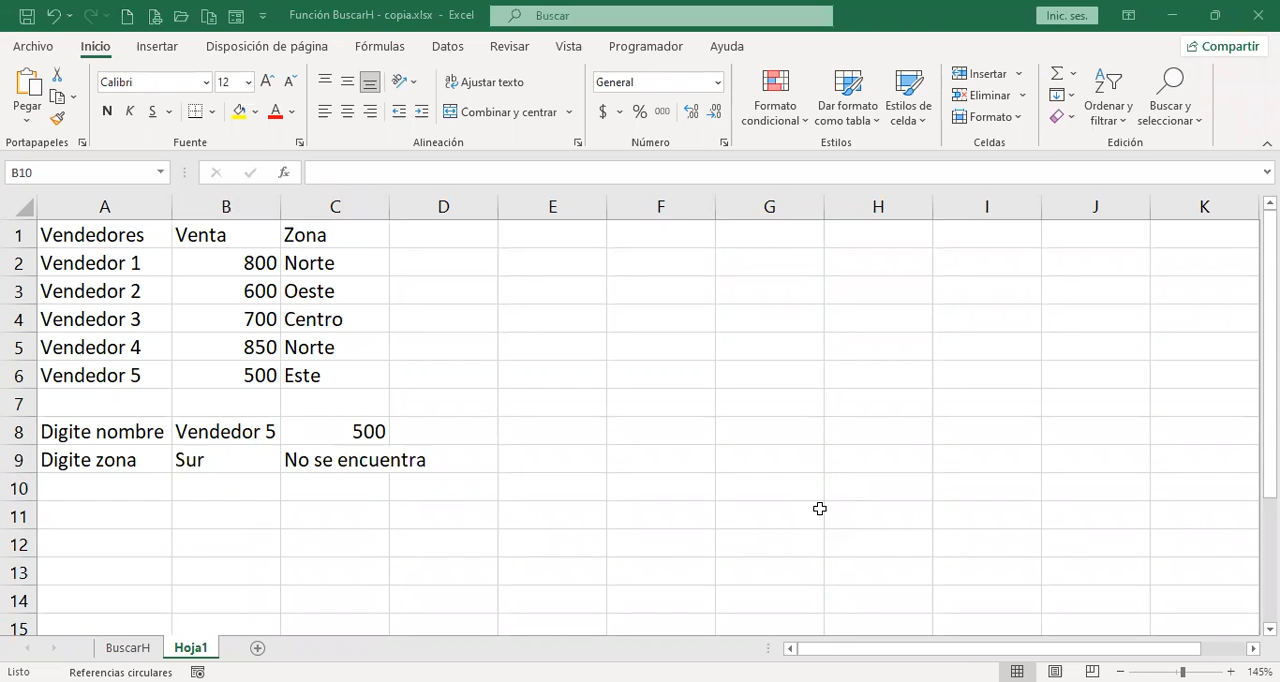 Función BuscarH - copia.xlsx - Excel
Buscar
Inic. ses.
Archivo Inicio Insertar Disposición de página Fórmulas Datos Revisar Vista Programador Ayuda Compartir
Pegar
Calibri 12
N K S A
Ajustar texto
Combinar y centrar
General
$ % 000
Formato condicional
Dar formato como tabla
Estilos de celda
Insertar
Eliminar
Formato
Ordenar y filtrar
Buscar y seleccionar
Portapapeles Fuente Alineación Número Estilos Celdas Edición
B10 fx
A B C D E F G H I J K
1 Vendedores Venta Zona
2 Vendedor 1 800 Norte
3 Vendedor 2 600 Oeste
4 Vendedor 3 700 Centro
5 Vendedor 4 850 Norte
6 Vendedor 5 500 Este
7
8 Digite nombre Vendedor 5 500
9 Digite zona Sur No se encuentra
10
11
12
13
14
15
BuscarH Hoja1
Listo Referencias circulares 145%